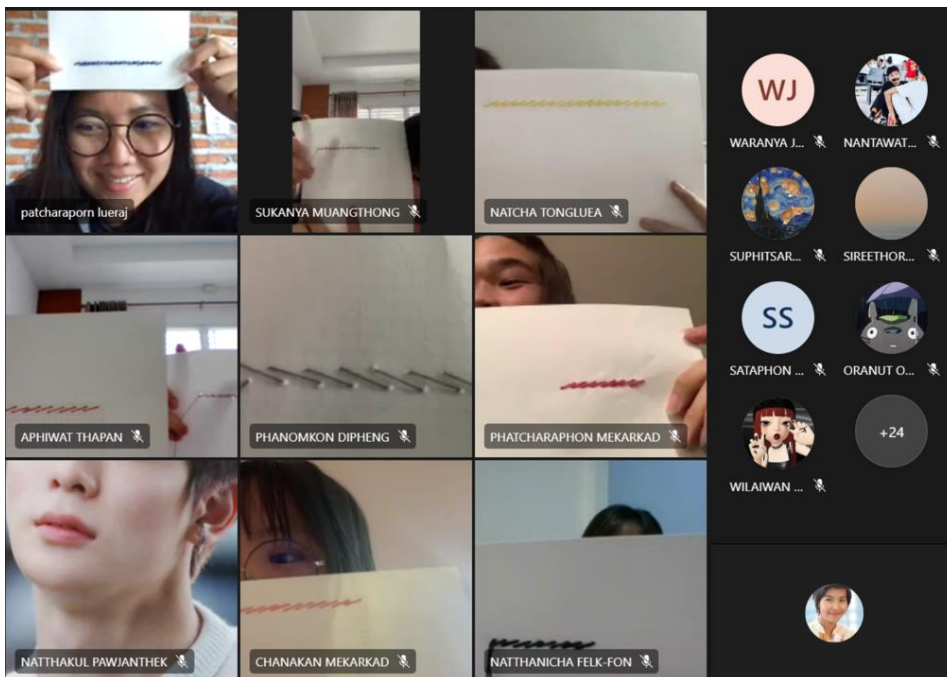 patcharaporn lueraj
SUKANYA MUANGTHONG
NATCHA TONGLUEA
WJ
WARANYA J...
NANTAWAT...
SUPHITSAR...
SIREETHOR...
APHIWAT THAPAN
PHANOMKON DIPHENG
PHATCHARAPHON MEKARKAD
SS
SATAPHON ...
ORANUT O...
WILAIWAN ...
+24
NATTHAKUL PAWJANTHEK
CHANAKAN MEKARKAD
NATTHANICHA FELK-FON